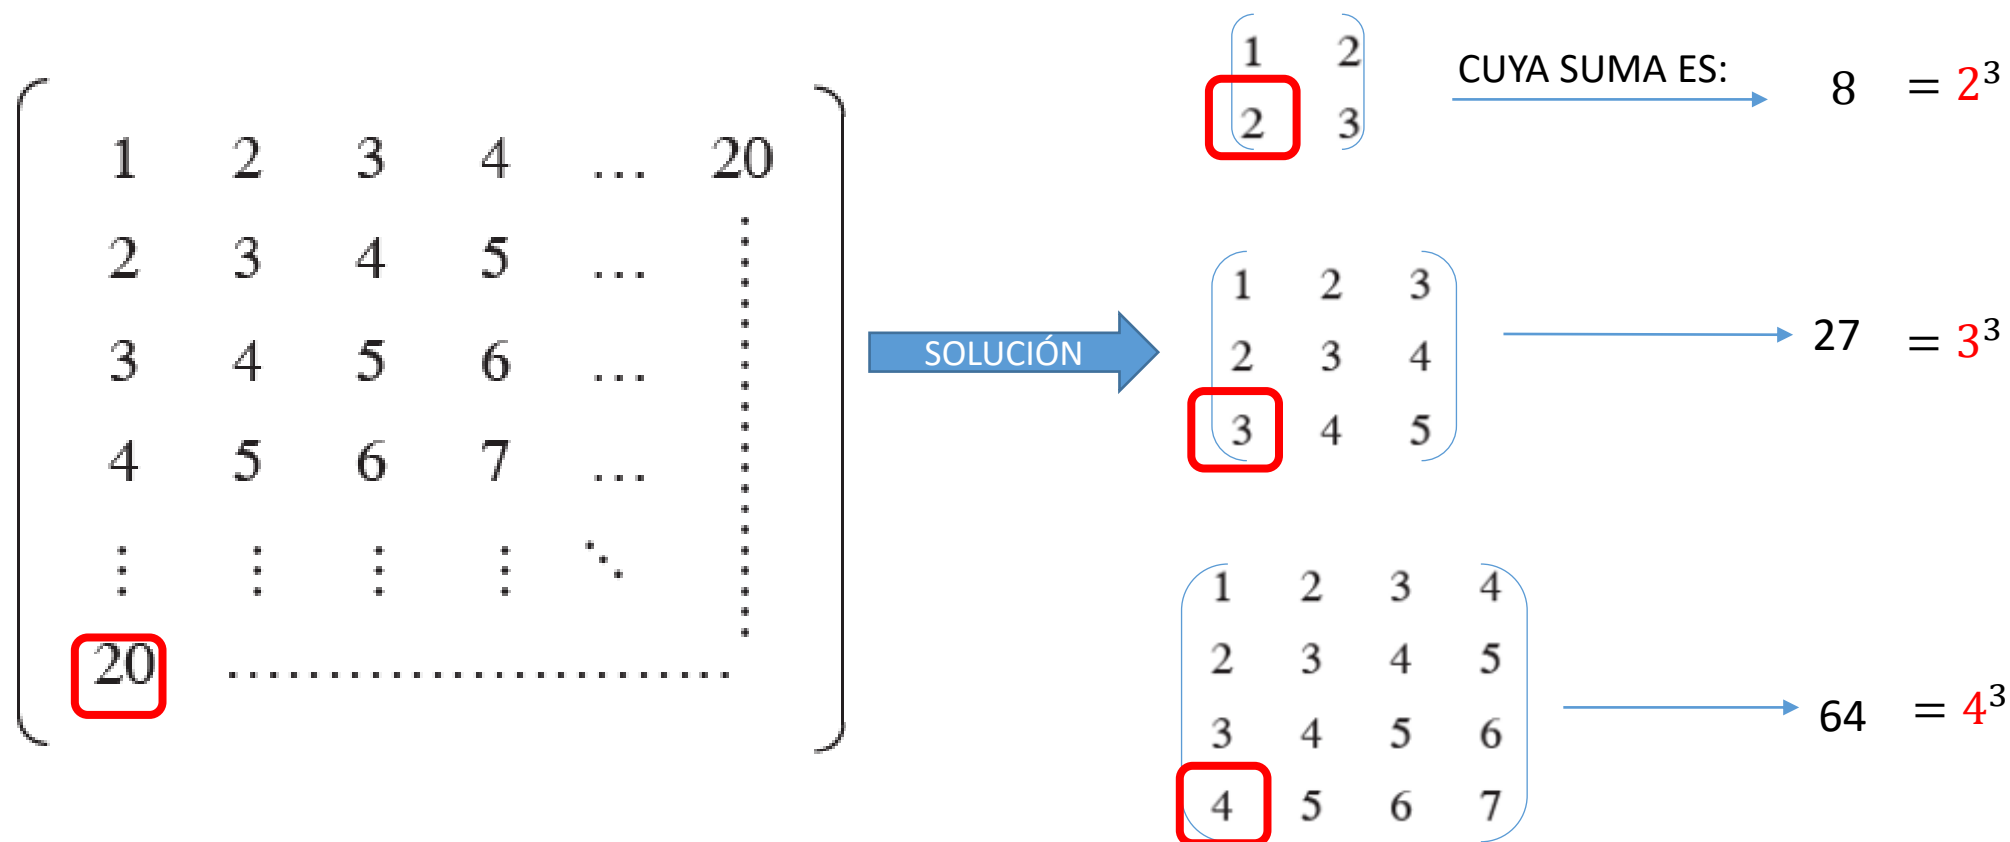 1 2 3 4 ... 20
2 3 4 5 ...
3 4 5 6 ...
4 5 6 7 ...
20
SOLUCIÓN
1 2
2 3
CUYA SUMA ES:
8 = 2³
1 2 3
2 3 4
3 4 5
27 = 3³
1 2 3 4
2 3 4 5
3 4 5 6
4 5 6 7
64 = 4³